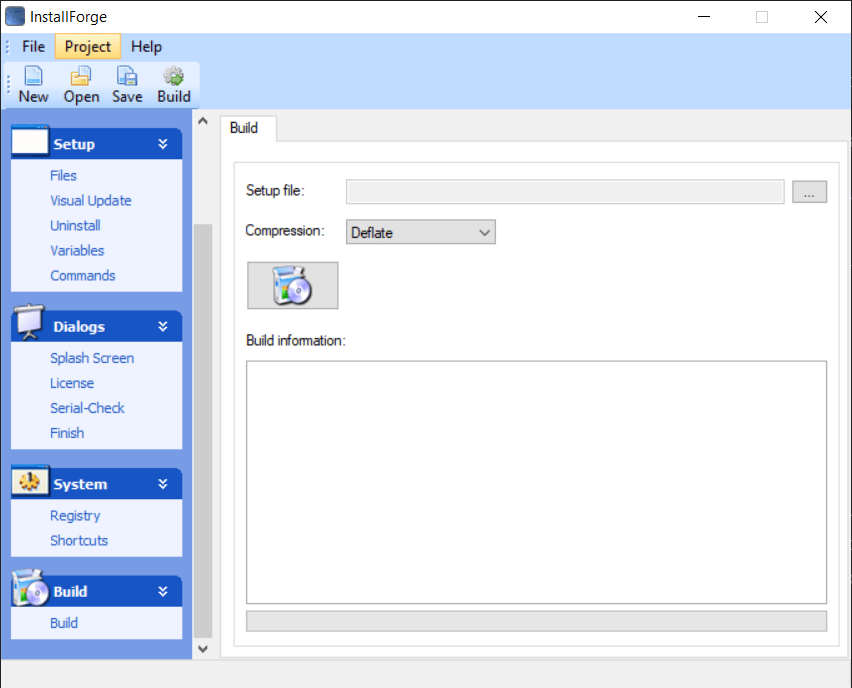 InstallForge
File Project Help
New Open Save Build
Setup
Files
Visual Update
Uninstall
Variables
Commands
Dialogs
Splash Screen
License
Serial-Check
Finish
System
Registry
Shortcuts
Build
Build
Build
Setup file:
...
Compression:
Deflate
Build information: